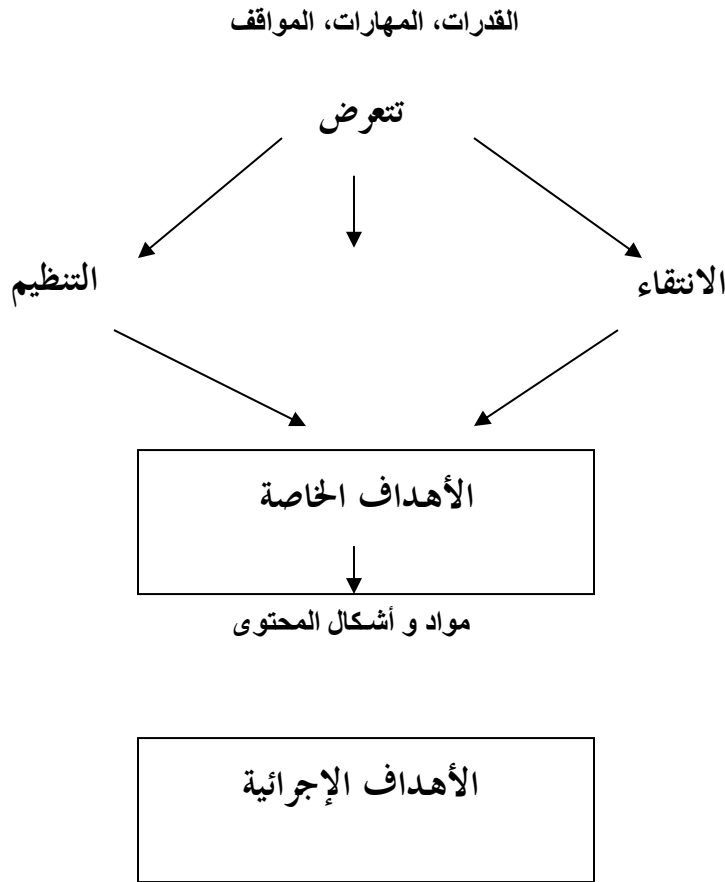 القدرات، المهارات، المواقف
تتعرض
الانتقاء
التنظيم
الأهداف الخاصة
مواد و أشكال المحتوى
الأهداف الإجرائية